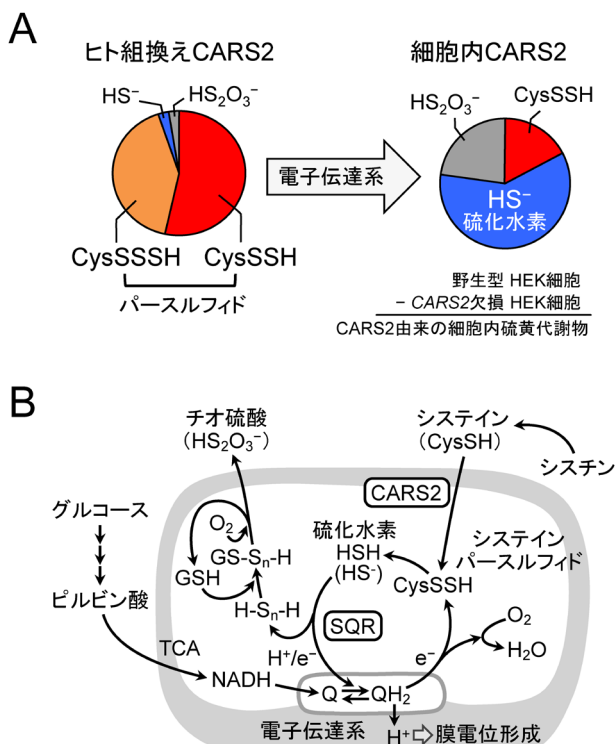 A
ヒト組換えCARS2
細胞内CARS2
HS⁻
HS₂O₃⁻
HS₂O₃⁻
CysSSH
電子伝達系
HS⁻
硫化水素
CysSSSH
CysSSH
パースルフィド
野生型 HEK細胞
− CARS2欠損 HEK細胞
CARS2由来の細胞内硫黄代謝物
B
チオ硫酸
(HS₂O₃⁻)
システイン
(CysSH)
シスチン
CARS2
グルコース
O₂
硫化水素
システイン
パースルフィド
GS-Sₙ-H
HSH
(HS⁻)
GSH
CysSSH
ピルビン酸
H-Sₙ-H
SQR
O₂
H₂O
TCA
H⁺/e⁻
e⁻
NADH
Q
QH₂
電子伝達系
H⁺
膜電位形成